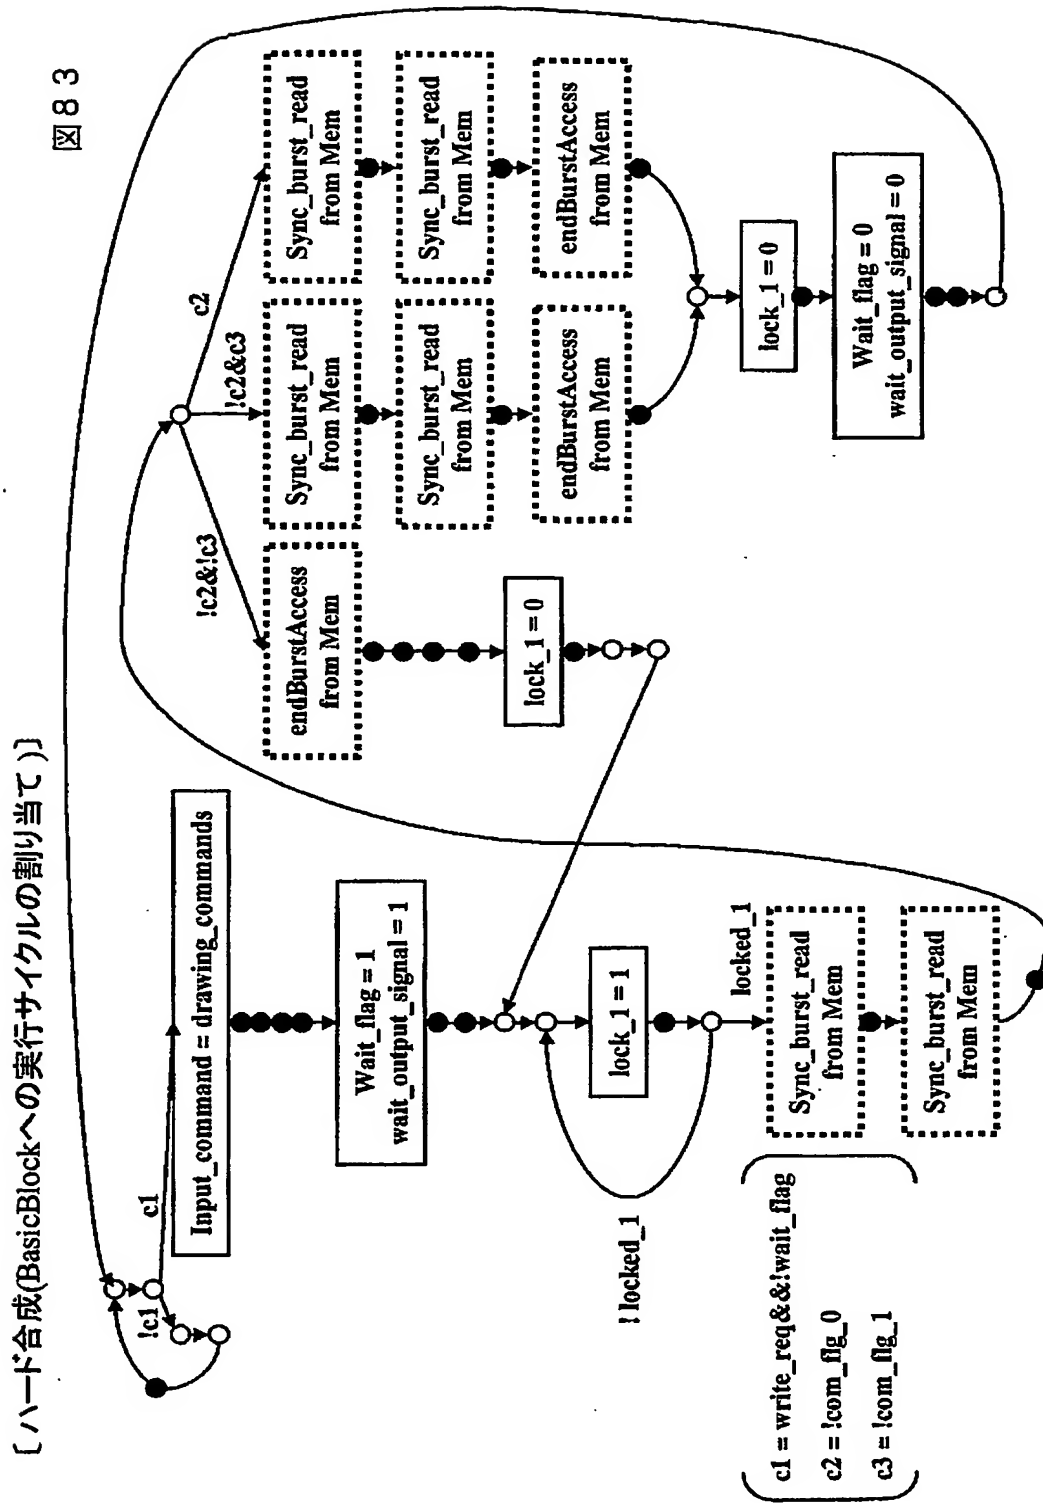 図83
〔ハード合成(BasicBlockへの実行サイクルの割り当て)〕
!c1
c1
Input_command = drawing_commands
Wait_flag = 1
wait_output_signal = 1
lock_1 = 1
! locked_1
locked_1
Sync_burst_read
from Mem
Sync_burst_read
from Mem
!c2&!c3
!c2&c3
c2
endBurstAccess
from Mem
lock_1 = 0
Sync_burst_read
from Mem
Sync_burst_read
from Mem
endBurstAccess
from Mem
Sync_burst_read
from Mem
Sync_burst_read
from Mem
endBurstAccess
from Mem
lock_1 = 0
Wait_flag = 0
wait_output_signal = 0
c1 = write_req&&!wait_flag
c2 = !com_flg_0
c3 = !com_flg_1